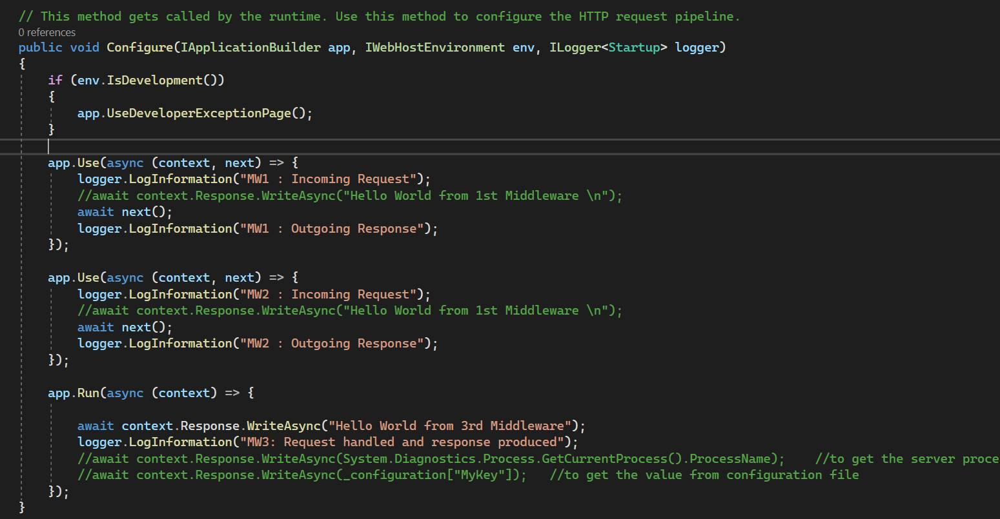 // This method gets called by the runtime. Use this method to configure the HTTP request pipeline.
0 references
public void Configure(IApplicationBuilder app, IWebHostEnvironment env, ILogger<Startup> logger)
{
if (env.IsDevelopment())
{
app.UseDeveloperExceptionPage();
}
app.Use(async (context, next) => {
logger.LogInformation("MW1 : Incoming Request");
//await context.Response.WriteAsync("Hello World from 1st Middleware \n");
await next();
logger.LogInformation("MW1 : Outgoing Response");
});
app.Use(async (context, next) => {
logger.LogInformation("MW2 : Incoming Request");
//await context.Response.WriteAsync("Hello World from 1st Middleware \n");
await next();
logger.LogInformation("MW2 : Outgoing Response");
});
app.Run(async (context) => {
await context.Response.WriteAsync("Hello World from 3rd Middleware");
logger.LogInformation("MW3: Request handled and response produced");
//await context.Response.WriteAsync(System.Diagnostics.Process.GetCurrentProcess().ProcessName); //to get the server proce
//await context.Response.WriteAsync(_configuration["MyKey"]); //to get the value from configuration file
});
}